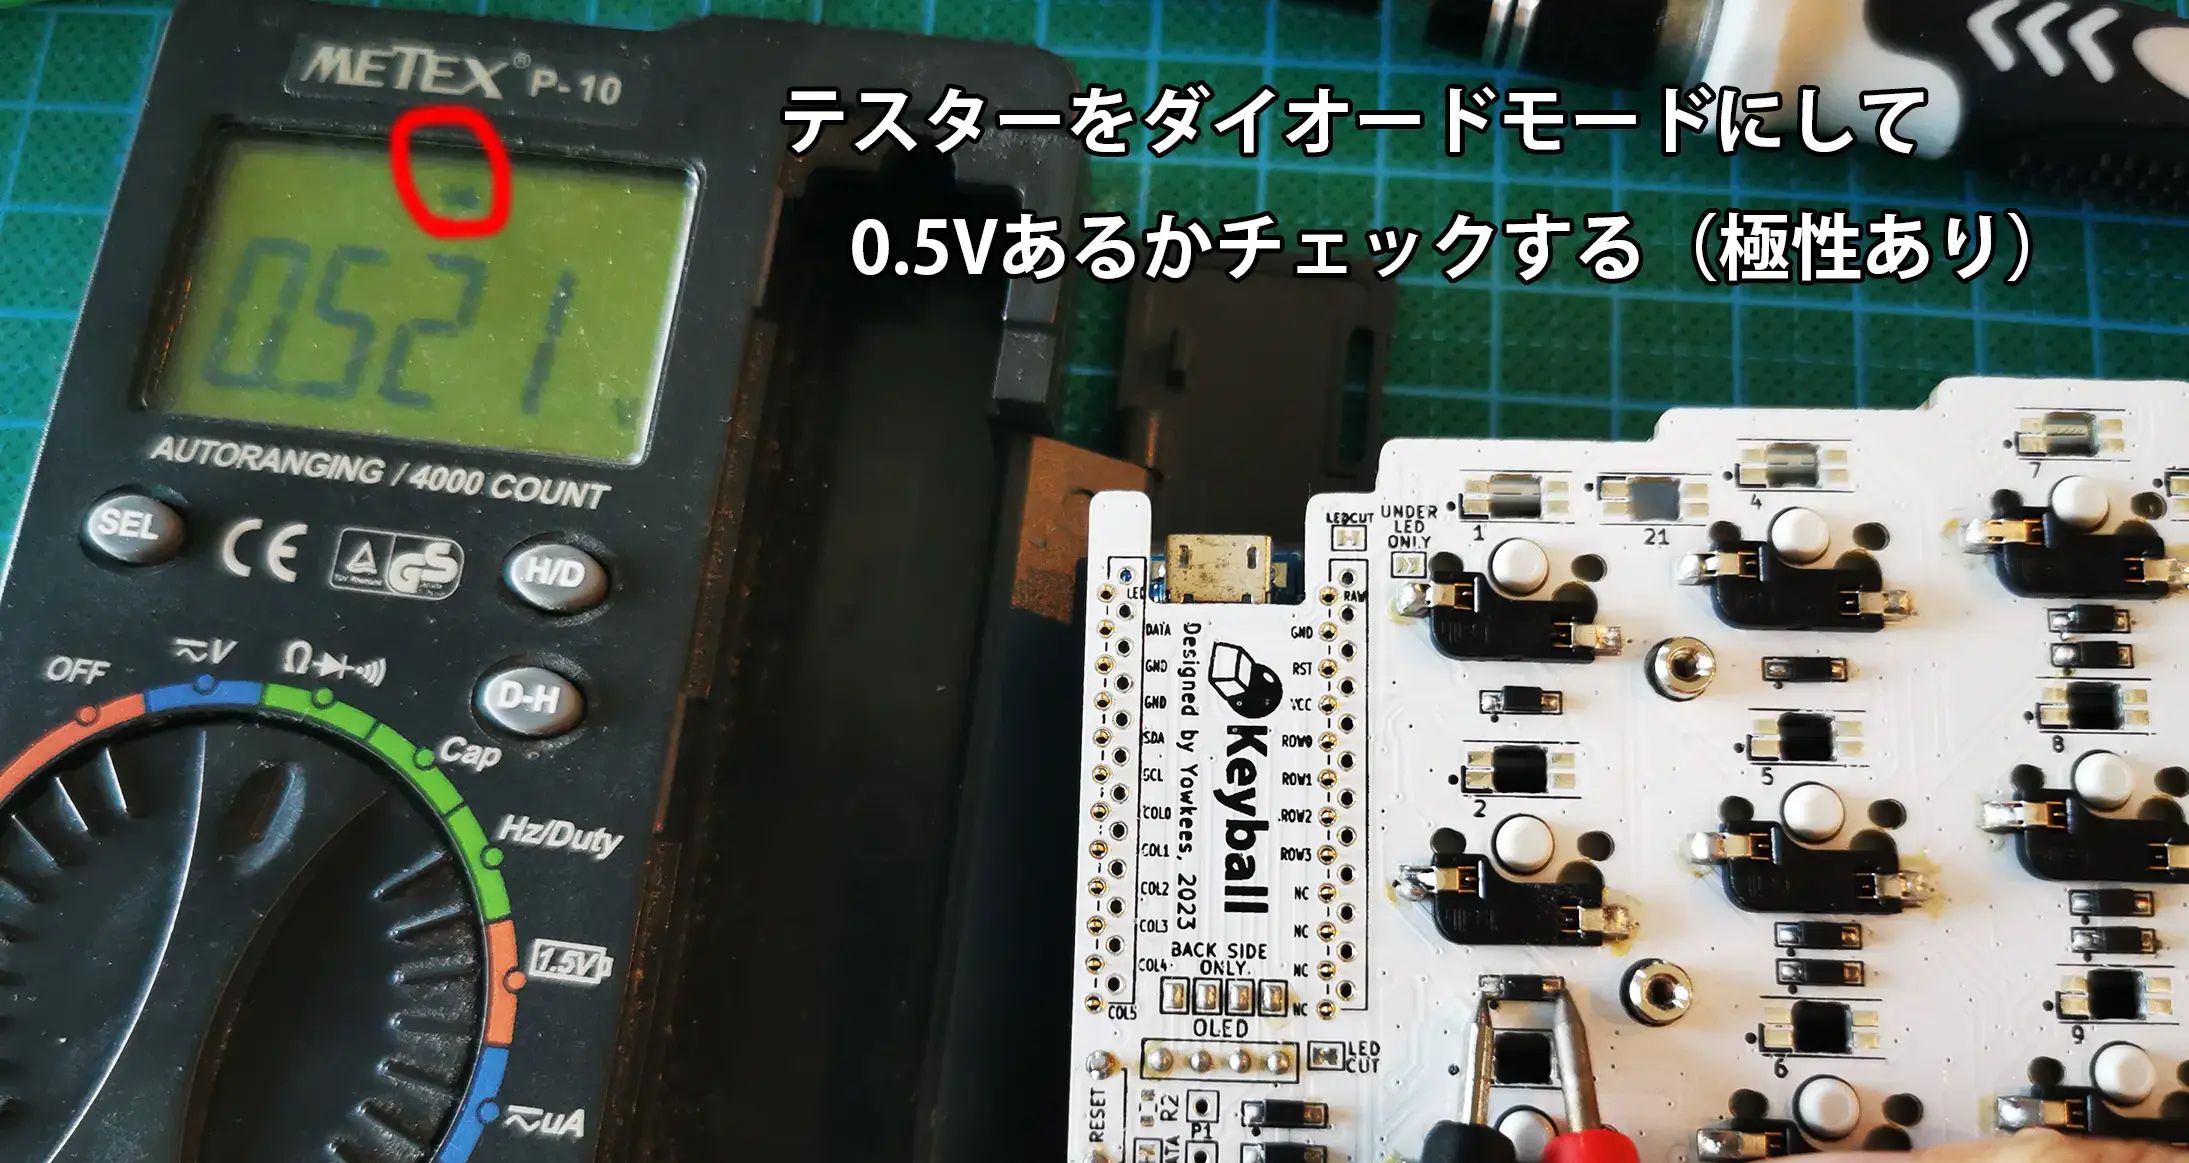 METEX® P-10
テスターをダイオードモードにして
0.5Vあるかチェックする（極性あり）
0.521
V
AUTORANGING / 4000 COUNT
SEL
CE
GS
H/D
D-H
OFF
V
Ω
Cap
Hz/Duty
1.5V
uA
LED CUT
UNDER
LED
ONLY
1
21
4
7
LED
DATA
GND
GND
SDA
SCL
COL0
COL1
COL2
COL3
COL4
COL5
Designed by Yowkees, 2023
Keyball
RAW
GND
RST
VCC
ROW0
ROW1
ROW2
ROW3
NC
NC
NC
NC
2
5
8
6
9
BACK SIDE
ONLY
OLED
LED
CUT
RESET
R2
P1